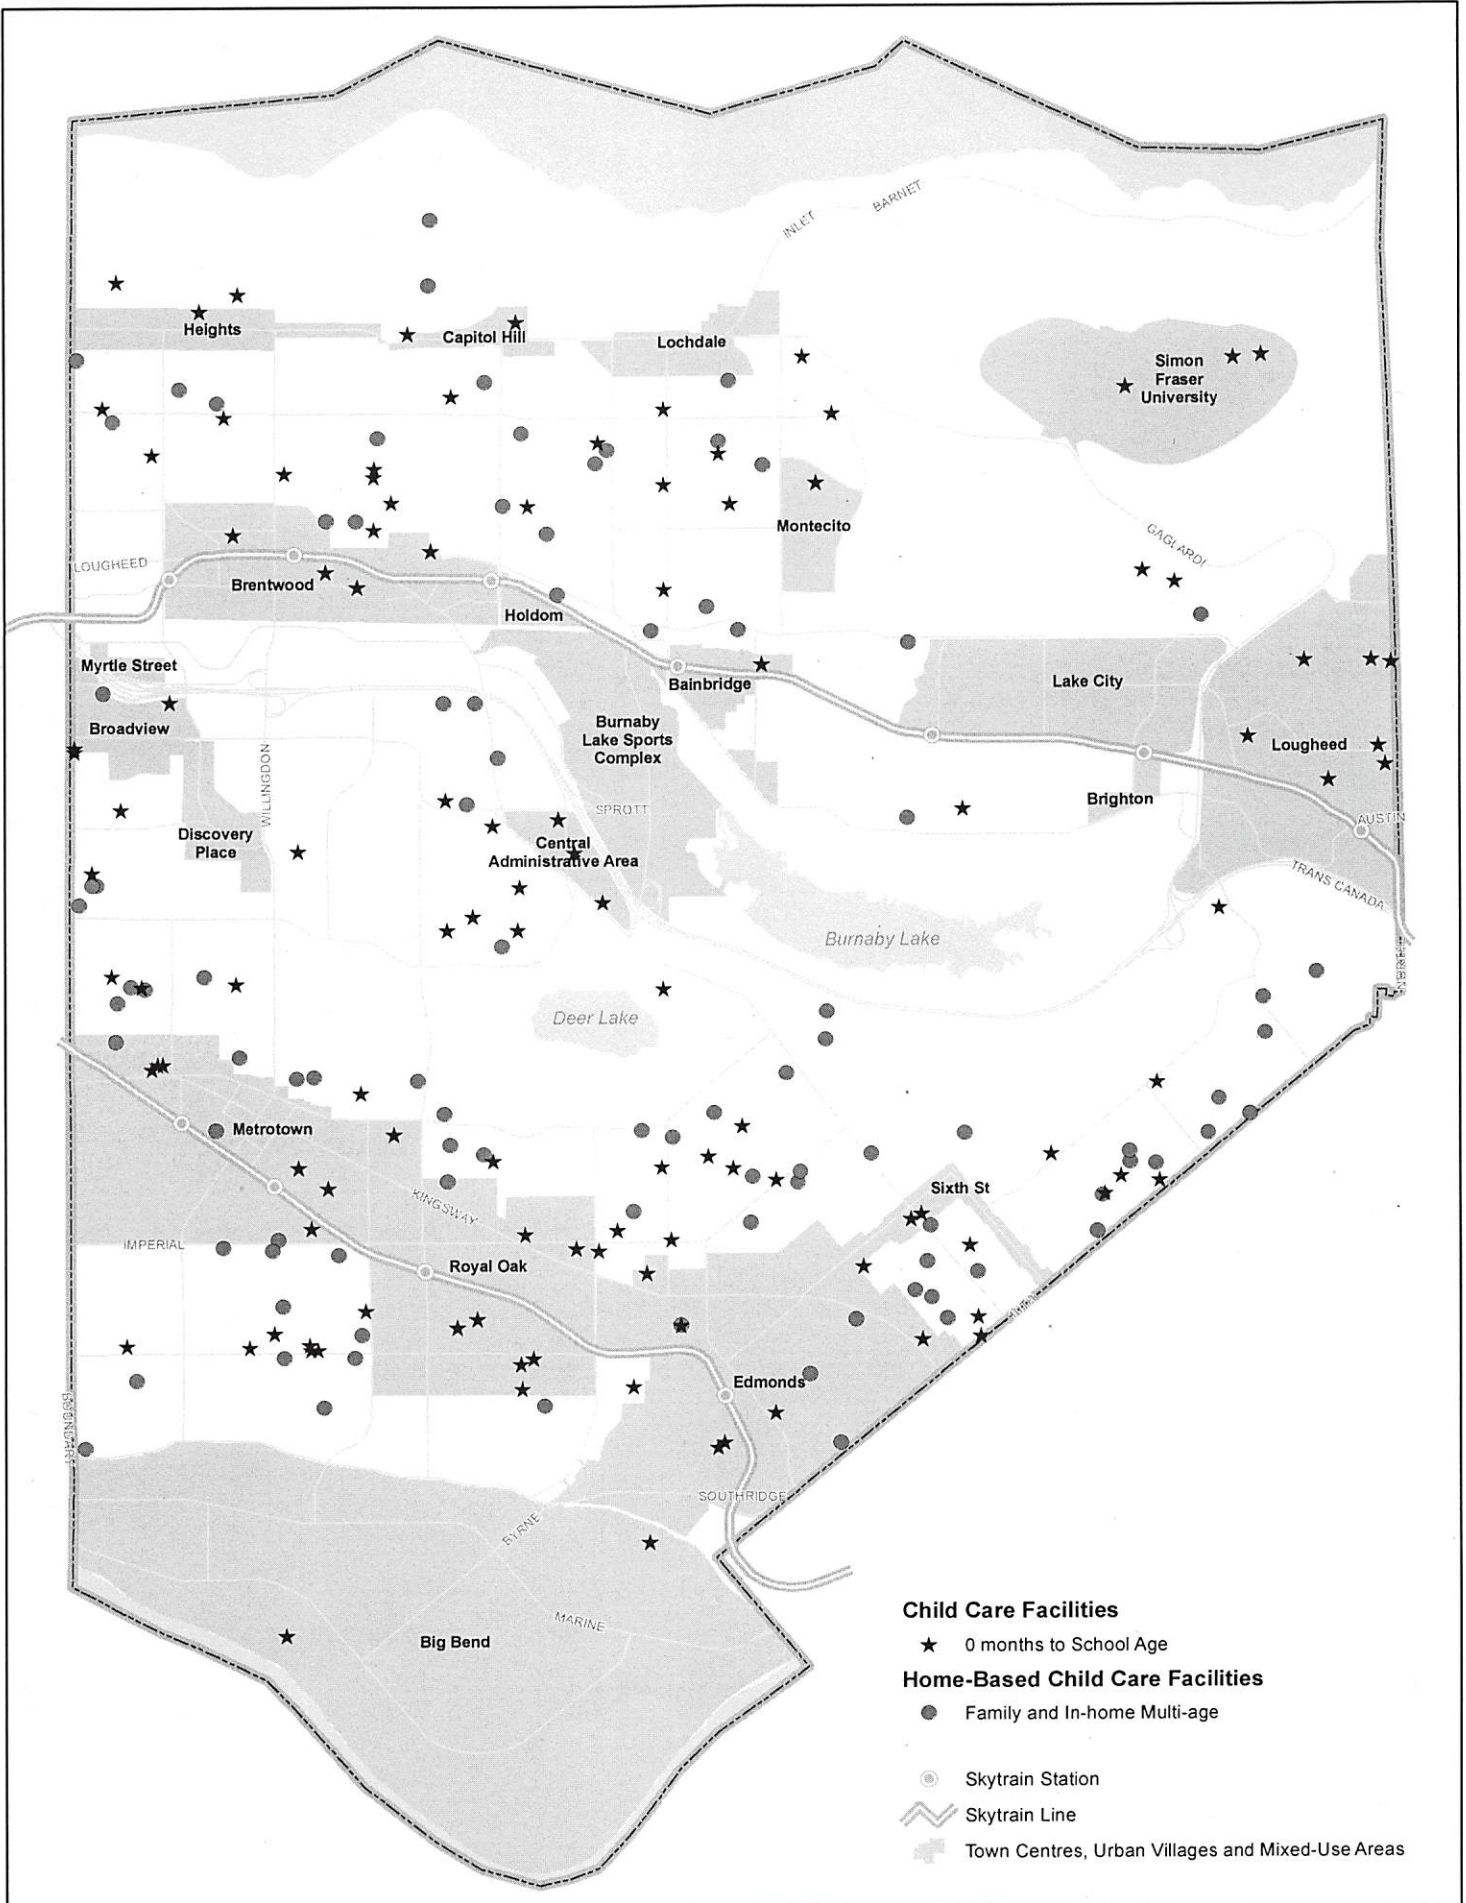 BARNET
INLET
Heights
Capitol Hill
Lochdale
Simon
Fraser
University
Montecito
GAGLARDI
LOUGHEED
Brentwood
Holdom
Myrtle Street
Bainbridge
Lake City
Broadview
Burnaby
Lake Sports
Complex
Lougheed
WILLINGDON
Brighton
SPROTT
AUSTIN
Discovery
Place
Central
Administrative Area
TRANS CANADA
Burnaby Lake
Deer Lake
Metrotown
Sixth St
KINGSWAY
IMPERIAL
Royal Oak
Edmonds
BOUNDARY
SOUTHRIDGE
BYRNE
MARINE
Big Bend
Child Care Facilities
0 months to School Age
Home-Based Child Care Facilities
Family and In-home Multi-age
Skytrain Station
Skytrain Line
Town Centres, Urban Villages and Mixed-Use Areas